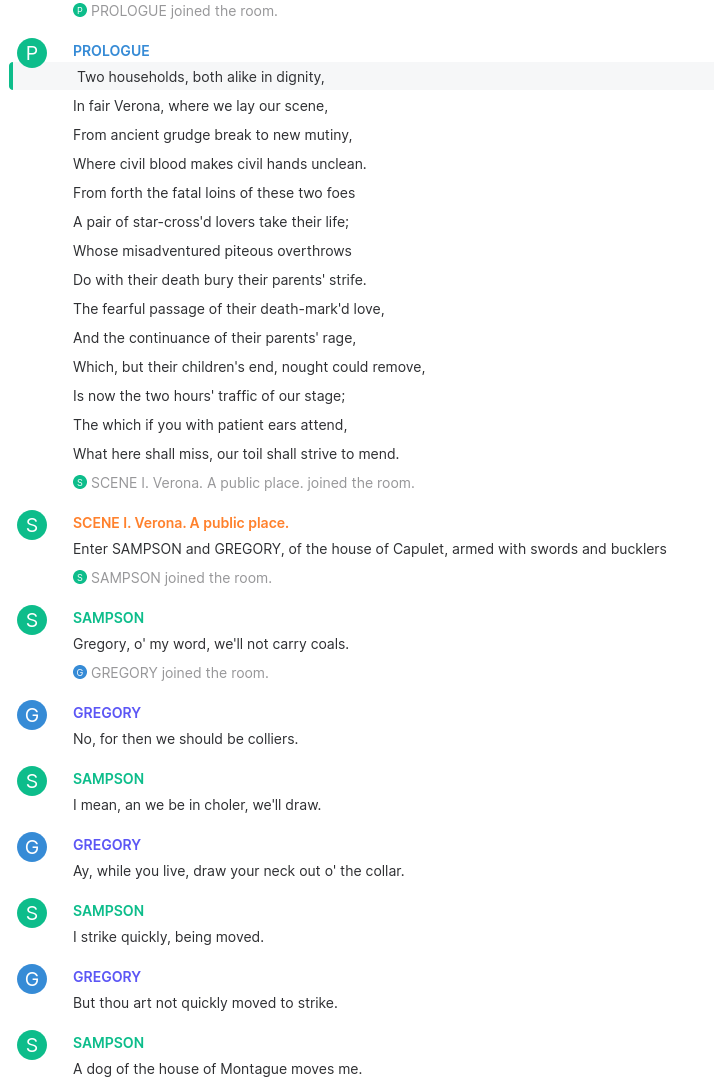 P PROLOGUE joined the room.
P PROLOGUE
Two households, both alike in dignity,
In fair Verona, where we lay our scene,
From ancient grudge break to new mutiny,
Where civil blood makes civil hands unclean.
From forth the fatal loins of these two foes
A pair of star-cross'd lovers take their life;
Whose misadventured piteous overthrows
Do with their death bury their parents' strife.
The fearful passage of their death-mark'd love,
And the continuance of their parents' rage,
Which, but their children's end, nought could remove,
Is now the two hours' traffic of our stage;
The which if you with patient ears attend,
What here shall miss, our toil shall strive to mend.
S SCENE I. Verona. A public place. joined the room.
S SCENE I. Verona. A public place.
Enter SAMPSON and GREGORY, of the house of Capulet, armed with swords and bucklers
S SAMPSON joined the room.
S SAMPSON
Gregory, o' my word, we'll not carry coals.
G GREGORY joined the room.
G GREGORY
No, for then we should be colliers.
S SAMPSON
I mean, an we be in choler, we'll draw.
G GREGORY
Ay, while you live, draw your neck out o' the collar.
S SAMPSON
I strike quickly, being moved.
G GREGORY
But thou art not quickly moved to strike.
S SAMPSON
A dog of the house of Montague moves me.